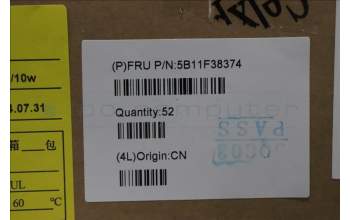 (P)FRU P/N:5B11F38374
/10w
.07.31
Quantity:52
PASS
箱 包
(4L)Origin:CN
UL
60 ℃